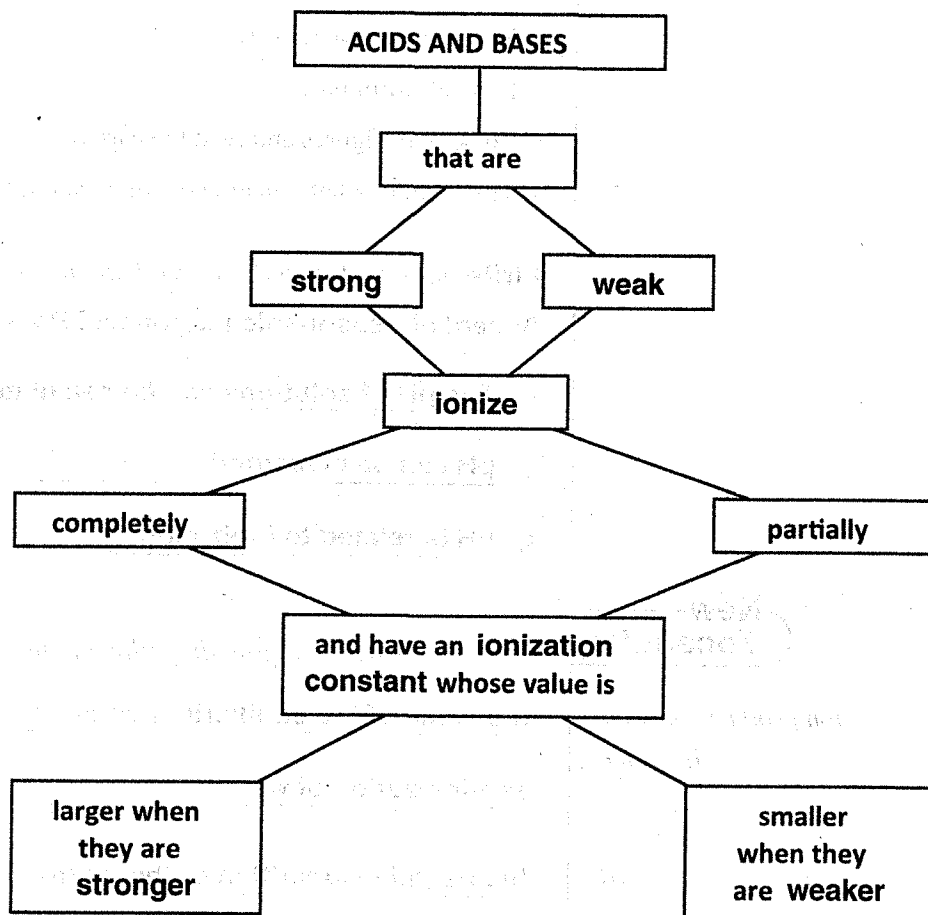 ACIDS AND BASES
that are
strong
weak
ionize
completely
partially
and have an ionization
constant whose value is
larger when
they are
stronger
smaller
when they
are weaker